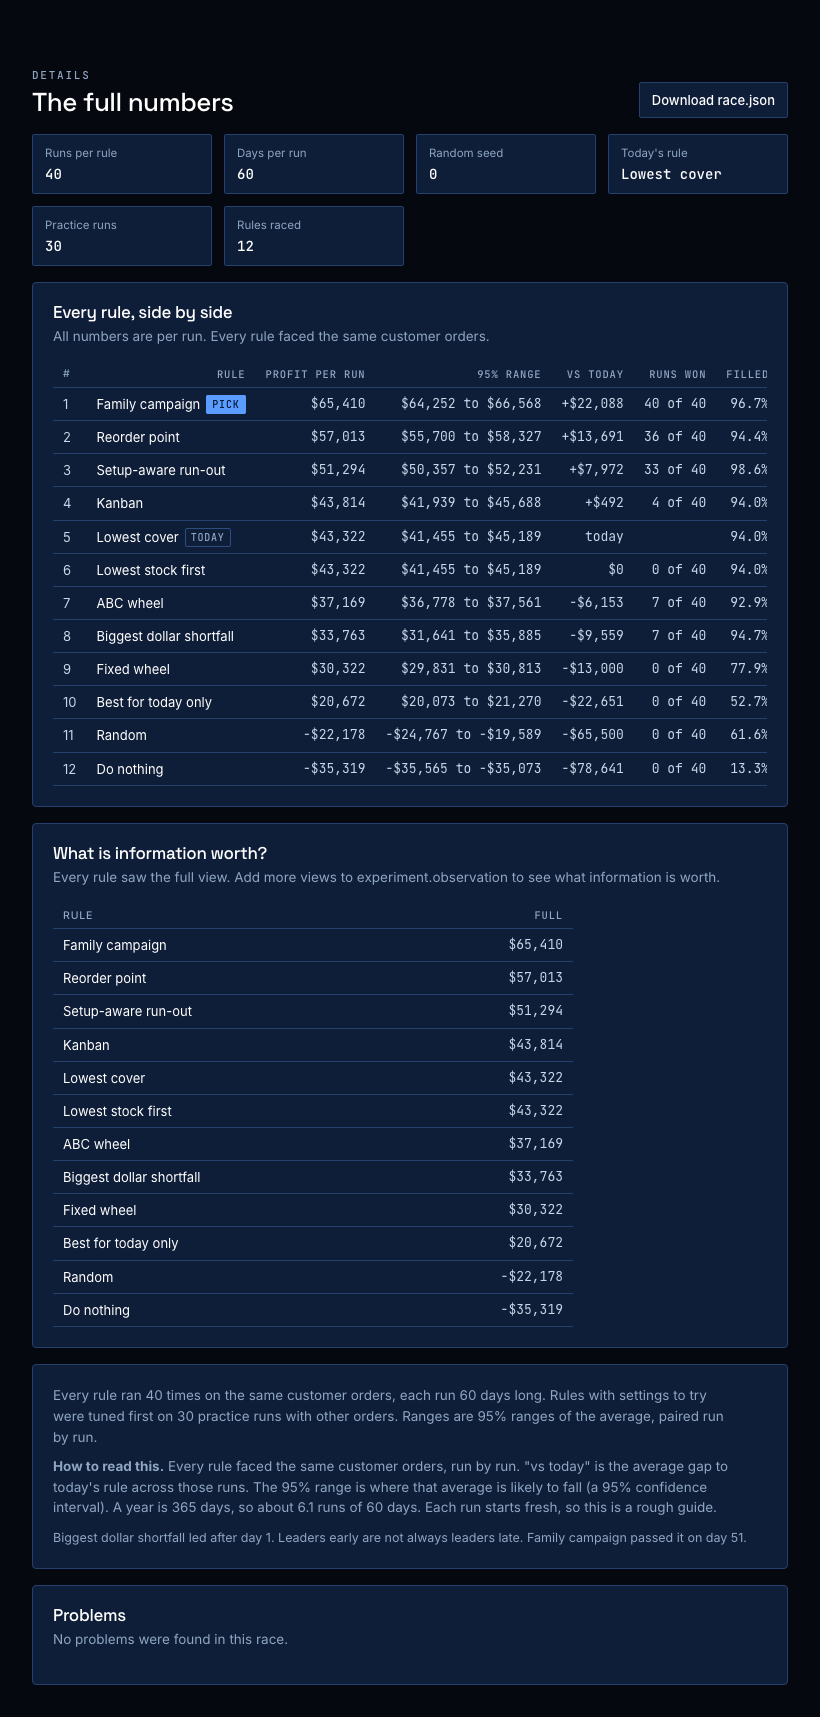 DETAILS
The full numbers
Download race.json
Runs per rule
40
Days per run
60
Random seed
0
Today's rule
Lowest cover
Practice runs
30
Rules raced
12
Every rule, side by side
All numbers are per run. Every rule faced the same customer orders.
# RULE PROFIT PER RUN 95% RANGE VS TODAY RUNS WON FILLED
1 Family campaign PICK $65,410 $64,252 to $66,568 +$22,088 40 of 40 96.7%
2 Reorder point $57,013 $55,700 to $58,327 +$13,691 36 of 40 94.4%
3 Setup-aware run-out $51,294 $50,357 to $52,231 +$7,972 33 of 40 98.6%
4 Kanban $43,814 $41,939 to $45,688 +$492 4 of 40 94.0%
5 Lowest cover TODAY $43,322 $41,455 to $45,189 today 94.0%
6 Lowest stock first $43,322 $41,455 to $45,189 $0 0 of 40 94.0%
7 ABC wheel $37,169 $36,778 to $37,561 -$6,153 7 of 40 92.9%
8 Biggest dollar shortfall $33,763 $31,641 to $35,885 -$9,559 7 of 40 94.7%
9 Fixed wheel $30,322 $29,831 to $30,813 -$13,000 0 of 40 77.9%
10 Best for today only $20,672 $20,073 to $21,270 -$22,651 0 of 40 52.7%
11 Random -$22,178 -$24,767 to -$19,589 -$65,500 0 of 40 61.6%
12 Do nothing -$35,319 -$35,565 to -$35,073 -$78,641 0 of 40 13.3%
What is information worth?
Every rule saw the full view. Add more views to experiment.observation to see what information is worth.
RULE FULL
Family campaign $65,410
Reorder point $57,013
Setup-aware run-out $51,294
Kanban $43,814
Lowest cover $43,322
Lowest stock first $43,322
ABC wheel $37,169
Biggest dollar shortfall $33,763
Fixed wheel $30,322
Best for today only $20,672
Random -$22,178
Do nothing -$35,319
Every rule ran 40 times on the same customer orders, each run 60 days long. Rules with settings to try
were tuned first on 30 practice runs with other orders. Ranges are 95% ranges of the average, paired run
by run.
How to read this. Every rule faced the same customer orders, run by run. "vs today" is the average gap to
today's rule across those runs. The 95% range is where that average is likely to fall (a 95% confidence
interval). A year is 365 days, so about 6.1 runs of 60 days. Each run starts fresh, so this is a rough guide.
Biggest dollar shortfall led after day 1. Leaders early are not always leaders late. Family campaign passed it on day 51.
Problems
No problems were found in this race.